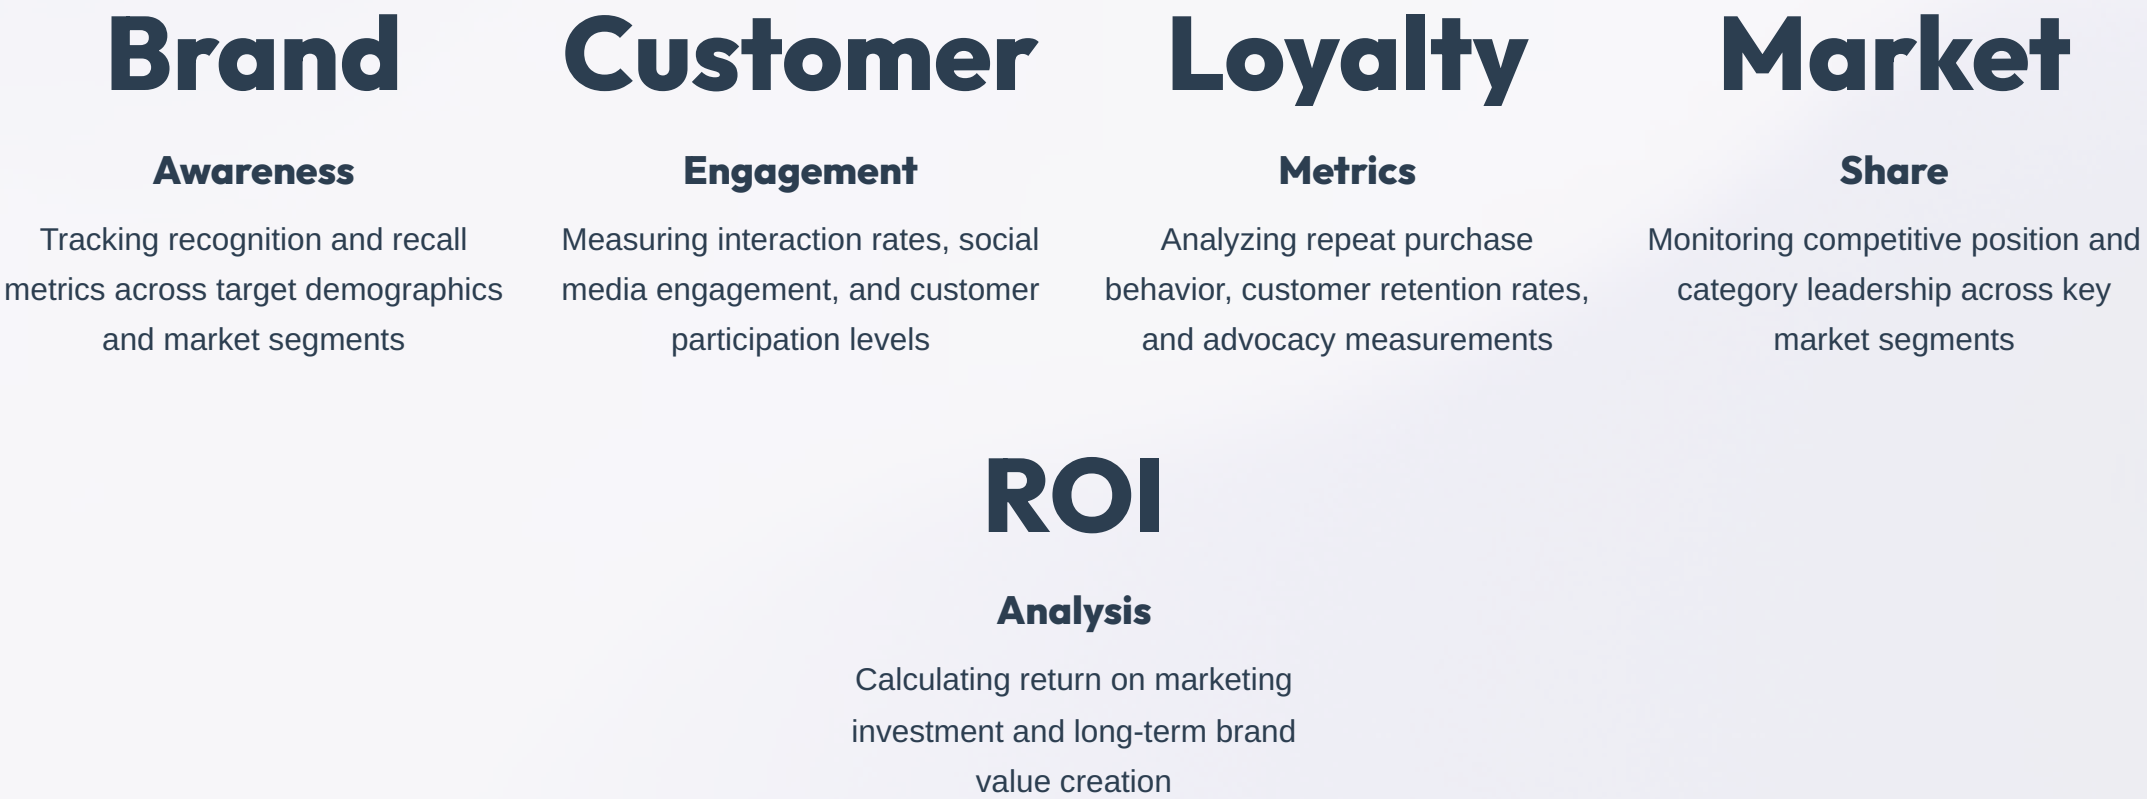 Brand
Awareness
Tracking recognition and recall
metrics across target demographics
and market segments
Customer
Engagement
Measuring interaction rates, social
media engagement, and customer
participation levels
Loyalty
Metrics
Analyzing repeat purchase
behavior, customer retention rates,
and advocacy measurements
Market
Share
Monitoring competitive position and
category leadership across key
market segments
ROI
Analysis
Calculating return on marketing
investment and long-term brand
value creation